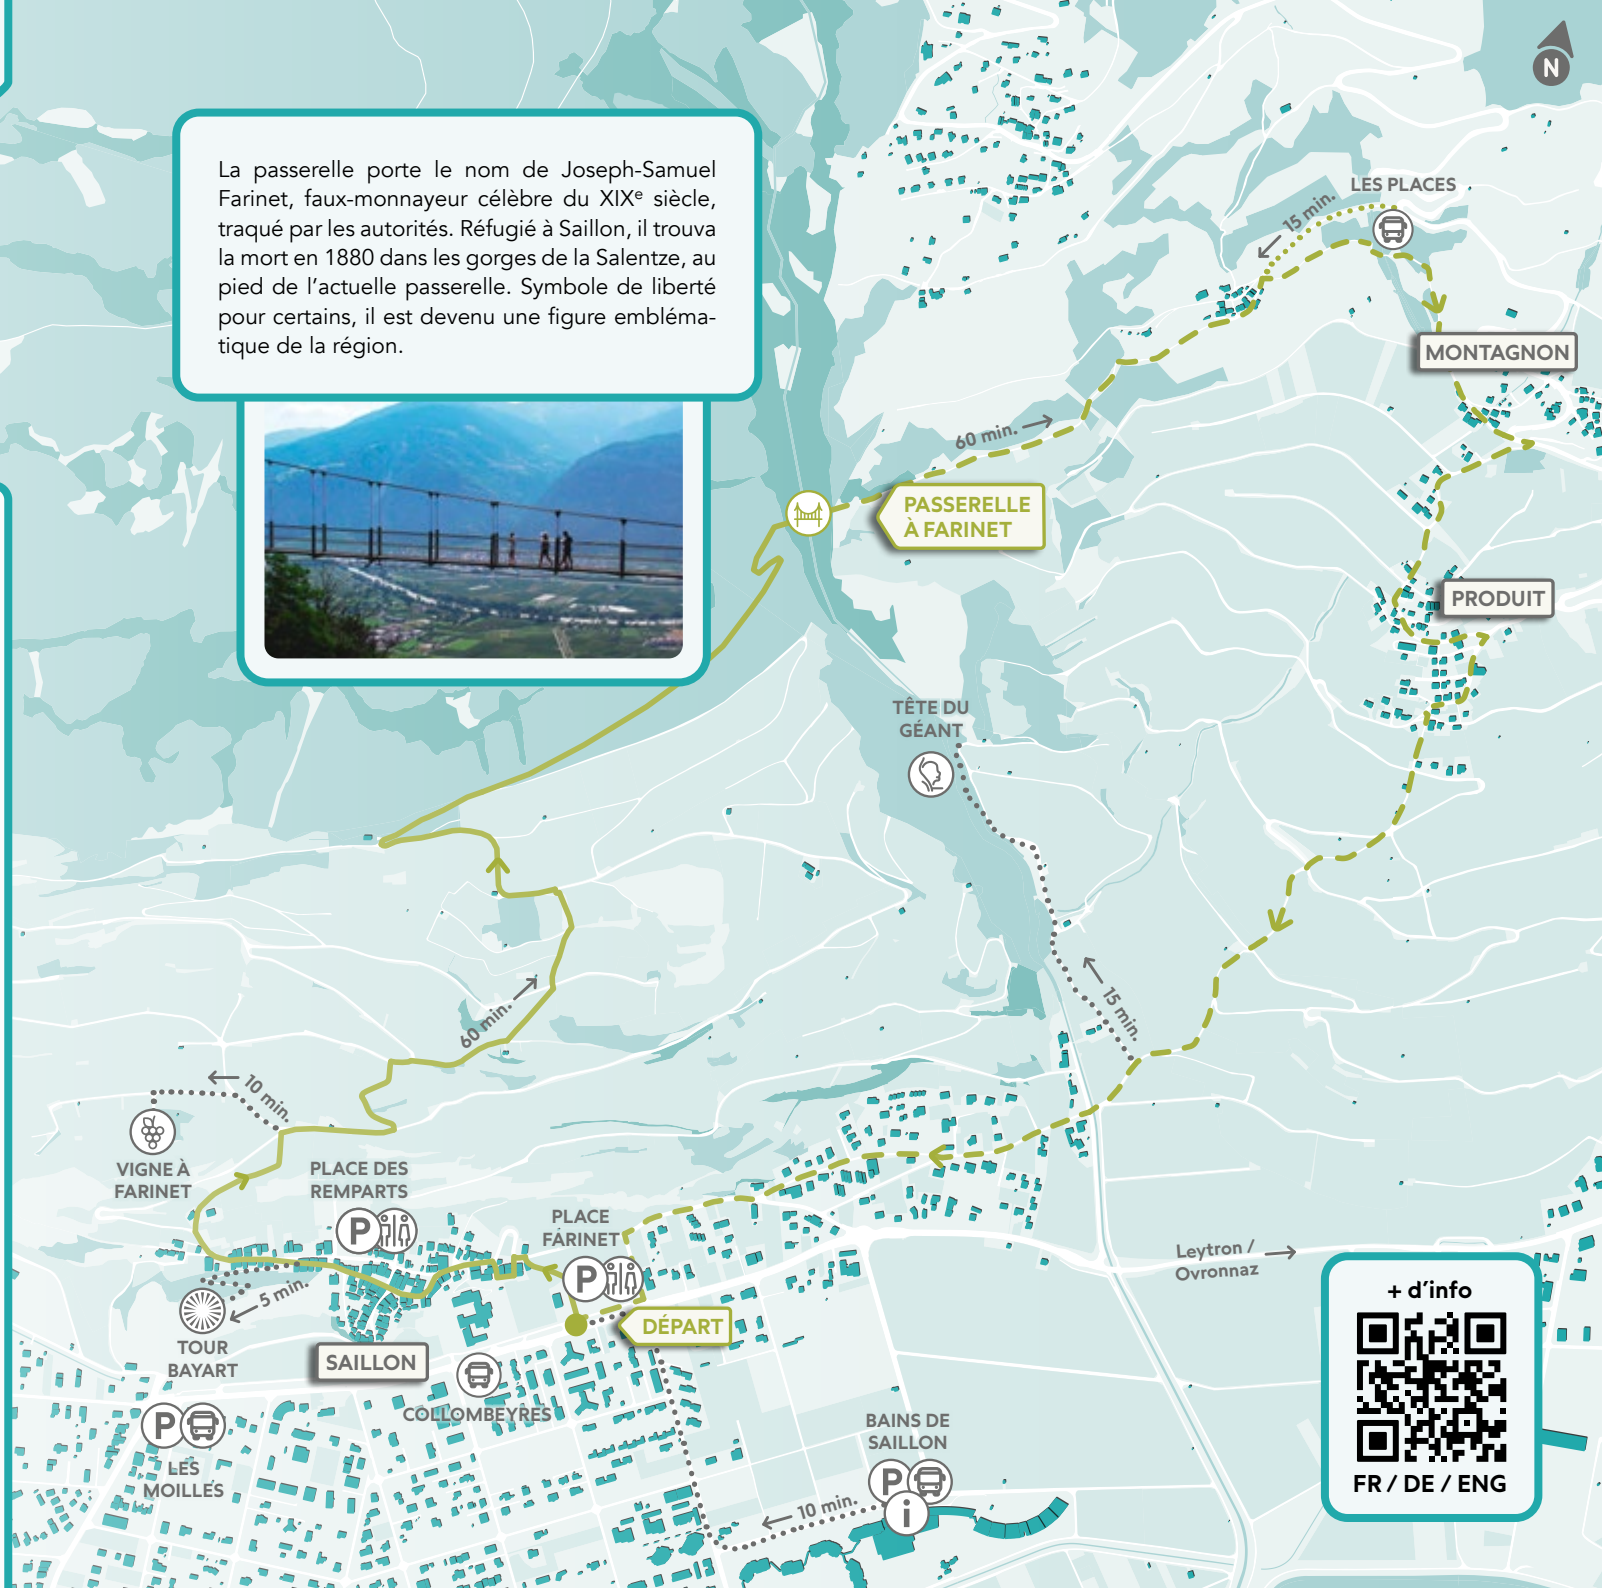 N
La passerelle porte le nom de Joseph-Samuel
Farinet, faux-monnayeur célèbre du XIXe siècle,
traqué par les autorités. Réfugié à Saillon, il trouva
la mort en 1880 dans les gorges de la Salentze, au
pied de l'actuelle passerelle. Symbole de liberté
pour certains, il est devenu une figure embléma-
tique de la région.
LES PLACES
15 min.
MONTAGNON
60 min.
PASSERELLE
À FARINET
PRODUIT
TÊTE DU
GÉANT
15 min.
60 min.
10 min.
VIGNE À
FARINET
PLACE DES
REMPARTS
P
PLACE
FARINET
P
Leytron /
Ovronnaz
5 min.
TOUR
BAYART
DÉPART
SAILLON
COLLOMBEYRES
P
LES
MOILLES
BAINS DE
SAILLON
P
i
10 min.
+ d'info
FR / DE / ENG